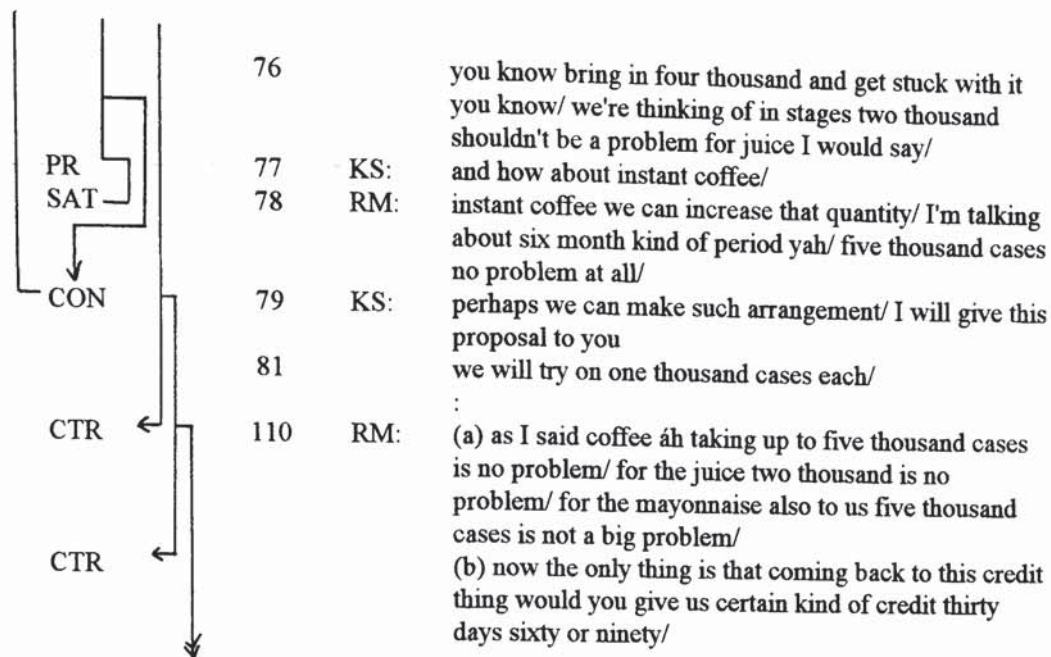 76 you know bring in four thousand and get stuck with it
you know/ we're thinking of in stages two thousand
shouldn't be a problem for juice I would say/
PR 77 KS: and how about instant coffee/
SAT 78 RM: instant coffee we can increase that quantity/ I'm talking
about six month kind of period yah/ five thousand cases
no problem at all/
CON 79 KS: perhaps we can make such arrangement/ I will give this
proposal to you
81 we will try on one thousand cases each/
:
CTR 110 RM: (a) as I said coffee áh taking up to five thousand cases
is no problem/ for the juice two thousand is no
problem/ for the mayonnaise also to us five thousand
cases is not a big problem/
CTR
(b) now the only thing is that coming back to this credit
thing would you give us certain kind of credit thirty
days sixty or ninety/